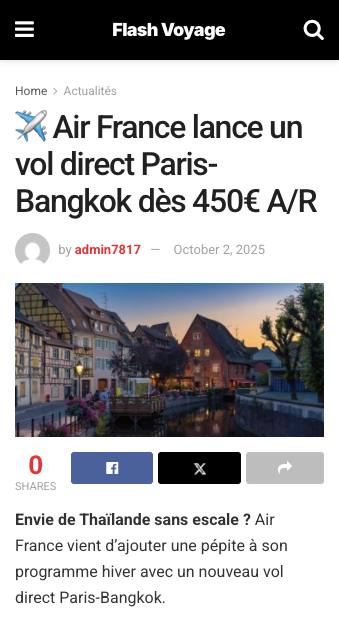 Flash Voyage
Home > Actualités
✈️ Air France lance un
vol direct Paris-
Bangkok dès 450€ A/R
by admin7817 — October 2, 2025
0
SHARES
Envie de Thaïlande sans escale ? Air
France vient d’ajouter une pépite à son
programme hiver avec un nouveau vol
direct Paris-Bangkok.